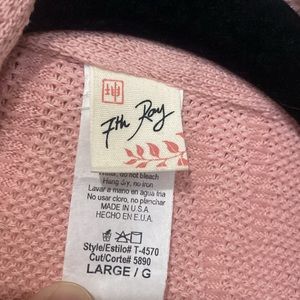 7th Ray
water, do not bleach
Hang dry, no iron
Lavar a mano en agua fria
No usar cloro, no planchar
MADE IN U.S.A.
HECHO EN E.U.A.
Style/Estilo# T-4570
Cut/Corte# 5890
LARGE / G